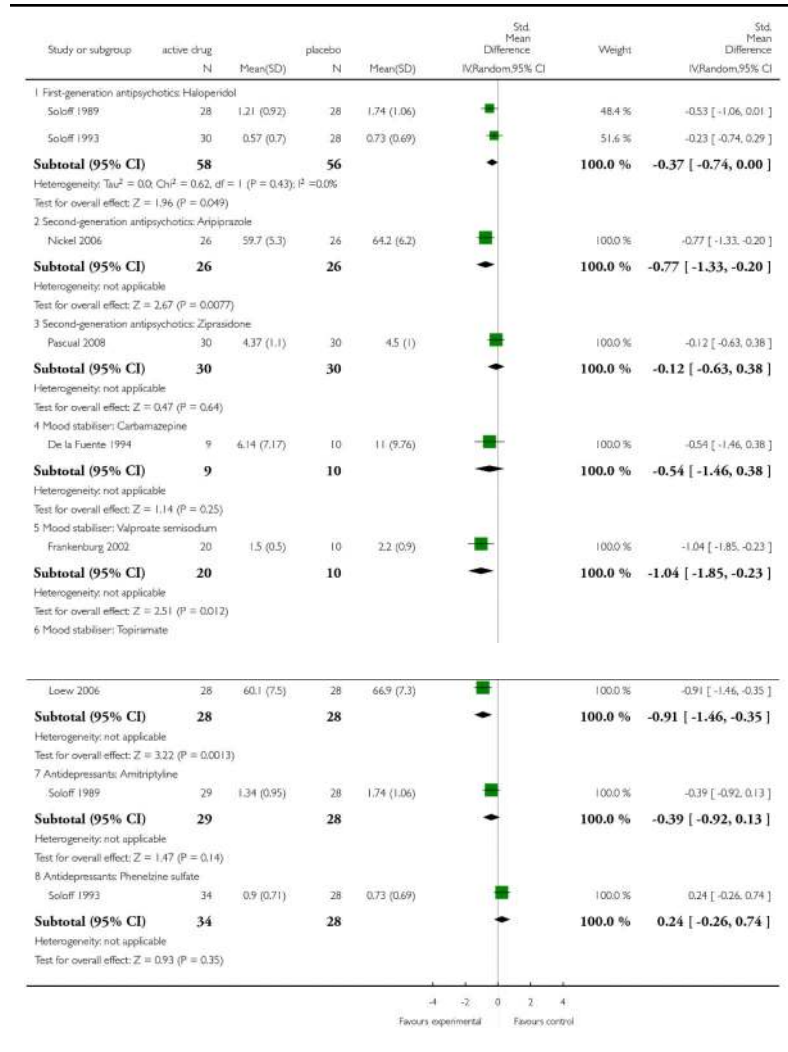 Std.
Mean
Difference
Std.
Mean
Difference
Study or subgroup active drug placebo Weight
N Mean(SD) N Mean(SD) IV,Random,95% CI IV,Random,95% CI
1 First-generation antipsychotics: Haloperidol
Soloff 1989 28 1.21 (0.92) 28 1.74 (1.06) 48.4 % -0.53 [ -1.06, 0.01 ]
Soloff 1993 30 0.57 (0.7) 28 0.73 (0.69) 51.6 % -0.23 [ -0.74, 0.29 ]
Subtotal (95% CI) 58 56 100.0 % -0.37 [ -0.74, 0.00 ]
Heterogeneity: Tau² = 0.0; Chi² = 0.62, df = 1 (P = 0.43); I² =0.0%
Test for overall effect: Z = 1.96 (P = 0.049)
2 Second-generation antipsychotics: Aripiprazole
Nickel 2006 26 59.7 (5.3) 26 64.2 (6.2) 100.0 % -0.77 [ -1.33, -0.20 ]
Subtotal (95% CI) 26 26 100.0 % -0.77 [ -1.33, -0.20 ]
Heterogeneity: not applicable
Test for overall effect: Z = 2.67 (P = 0.0077)
3 Second-generation antipsychotics: Ziprasidone
Pascual 2008 30 4.37 (1.1) 30 4.5 (1) 100.0 % -0.12 [ -0.63, 0.38 ]
Subtotal (95% CI) 30 30 100.0 % -0.12 [ -0.63, 0.38 ]
Heterogeneity: not applicable
Test for overall effect: Z = 0.47 (P = 0.64)
4 Mood stabiliser: Carbamazepine
De la Fuente 1994 9 6.14 (7.17) 10 11 (9.76) 100.0 % -0.54 [ -1.46, 0.38 ]
Subtotal (95% CI) 9 10 100.0 % -0.54 [ -1.46, 0.38 ]
Heterogeneity: not applicable
Test for overall effect: Z = 1.14 (P = 0.25)
5 Mood stabiliser: Valproate semisodium
Frankenburg 2002 20 1.5 (0.5) 10 2.2 (0.9) 100.0 % -1.04 [ -1.85, -0.23 ]
Subtotal (95% CI) 20 10 100.0 % -1.04 [ -1.85, -0.23 ]
Heterogeneity: not applicable
Test for overall effect: Z = 2.51 (P = 0.012)
6 Mood stabiliser: Topiramate
Loew 2006 28 60.1 (7.5) 28 66.9 (7.3) 100.0 % -0.91 [ -1.46, -0.35 ]
Subtotal (95% CI) 28 28 100.0 % -0.91 [ -1.46, -0.35 ]
Heterogeneity: not applicable
Test for overall effect: Z = 3.22 (P = 0.0013)
7 Antidepressants: Amitriptyline
Soloff 1989 29 1.34 (0.95) 28 1.74 (1.06) 100.0 % -0.39 [ -0.92, 0.13 ]
Subtotal (95% CI) 29 28 100.0 % -0.39 [ -0.92, 0.13 ]
Heterogeneity: not applicable
Test for overall effect: Z = 1.47 (P = 0.14)
8 Antidepressants: Phenelzine sulfate
Soloff 1993 34 0.9 (0.71) 28 0.73 (0.69) 100.0 % 0.24 [ -0.26, 0.74 ]
Subtotal (95% CI) 34 28 100.0 % 0.24 [ -0.26, 0.74 ]
Heterogeneity: not applicable
Test for overall effect: Z = 0.93 (P = 0.35)
-4 -2 0 2 4
Favours experimental Favours control